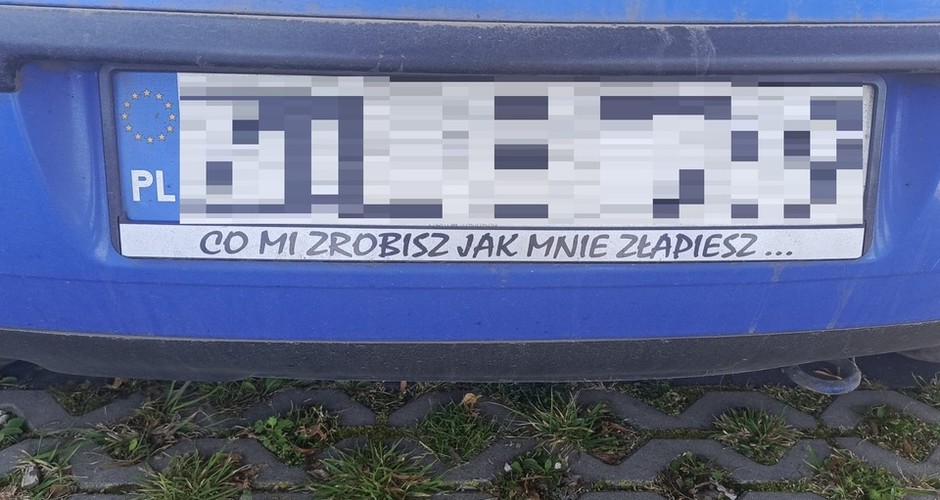 PL
CO MI ZROBISZ JAK MNIE ZŁAPIESZ ...